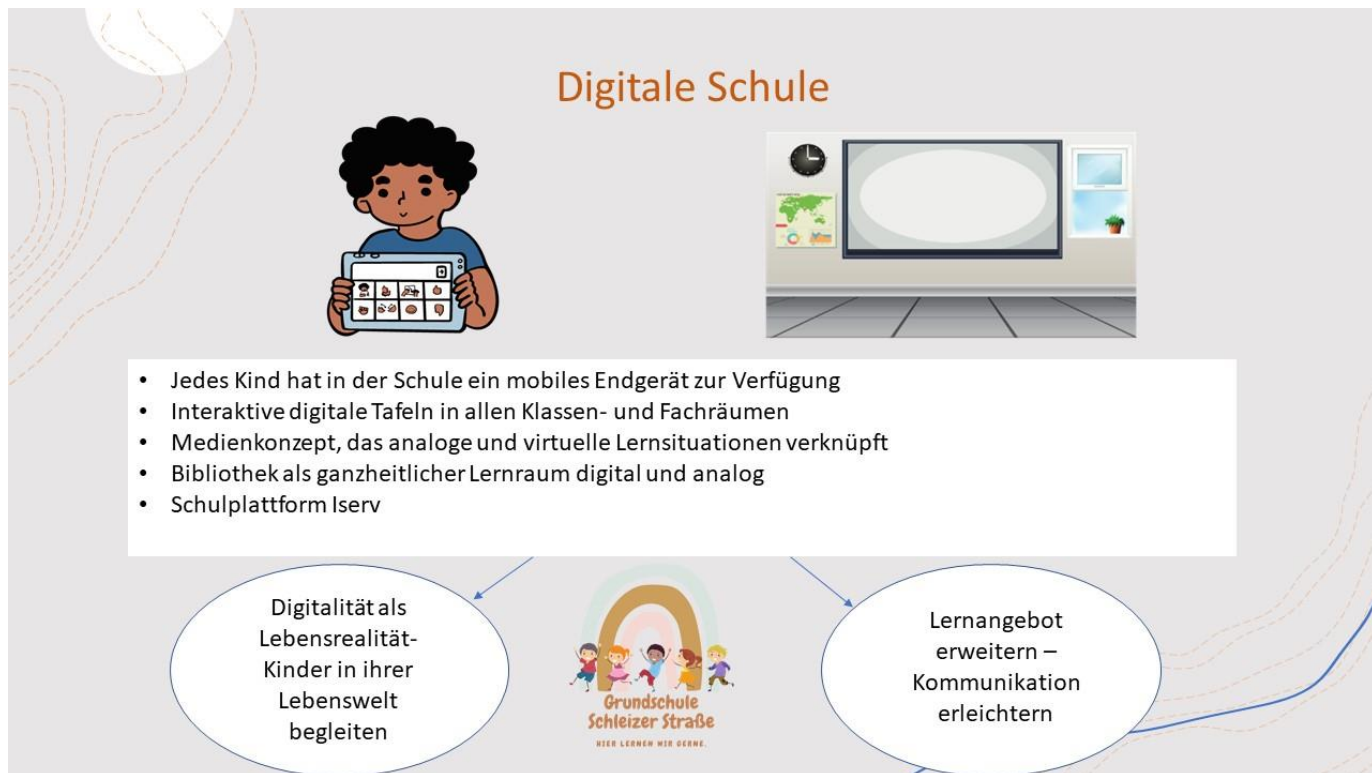 Digitale Schule
• Jedes Kind hat in der Schule ein mobiles Endgerät zur Verfügung
• Interaktive digitale Tafeln in allen Klassen- und Fachräumen
• Medienkonzept, das analoge und virtuelle Lernsituationen verknüpft
• Bibliothek als ganzheitlicher Lernraum digital und analog
• Schulplattform Iserv
Digitalität als
Lebensrealität-
Kinder in ihrer
Lebenswelt
begleiten
Grundschule
Schleizer Straße
HIER LERNEN WIR GERNE.
Lernangebot
erweitern –
Kommunikation
erleichtern